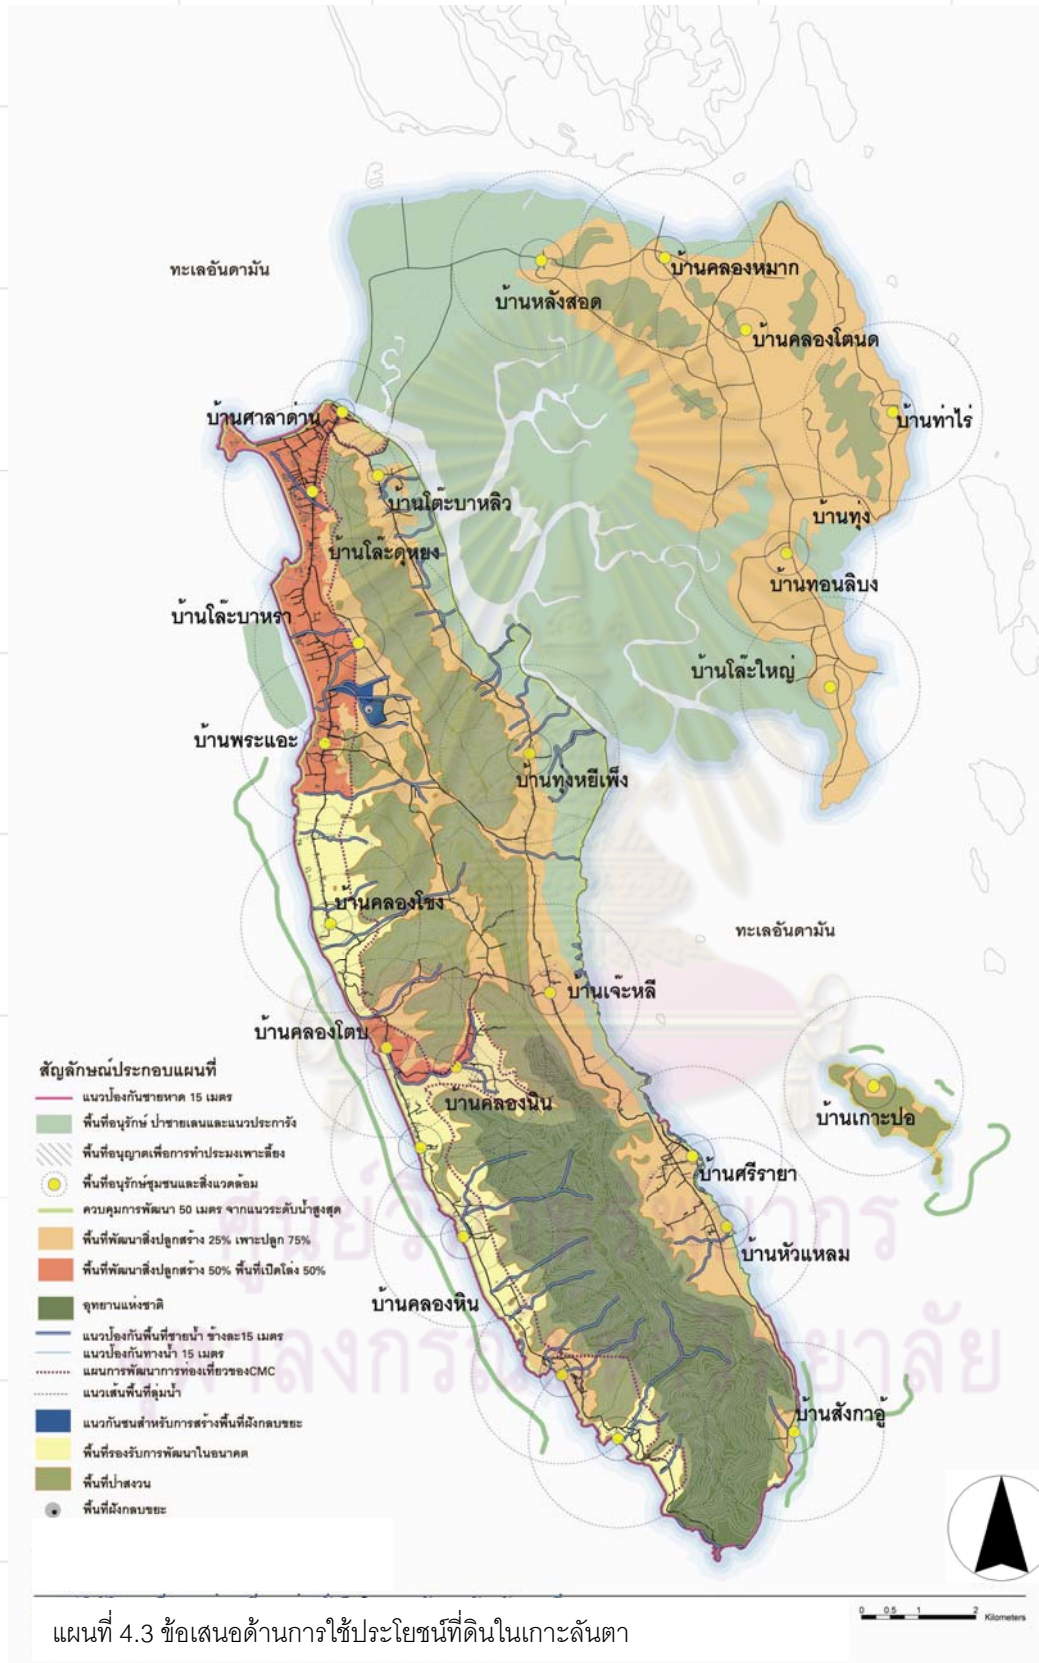 ทะเลอันดามัน
บ้านคลองหมาก
บ้านหลังสอด
บ้านคลองโตนด
บ้านศาลาด่าน
บ้านท่าไร่
บ้านโต๊ะบาหลิว
บ้านทุ่ง
บ้านโล๊ะดุหยง
บ้านทอนลิบง
บ้านโล๊ะบาหรา
บ้านโล๊ะใหญ่
บ้านพระแอะ
บ้านทุ่งหยีเพ็ง
บ้านคลองโขง
ทะเลอันดามัน
บ้านเจ๊ะหลี
บ้านคลองโตบ
บ้านคลองนิน
บ้านเกาะปอ
บ้านศรีรายา
บ้านหัวแหลม
บ้านคลองหิน
บ้านสังกาอู้
สัญลักษณ์ประกอบแผนที่
แนวป้องกันชายหาด 15 เมตร
พื้นที่อนุรักษ์ ป่าชายเลนและแนวประการัง
พื้นที่อนุญาตเพื่อการทำประมงเพาะลี้ยง
พื้นที่อนุรักษ์ชุมชนและสิ่งแวดล้อม
ควบคุมการพัฒนา 50 เมตร จากแนวระดับน้ำสูงสุด
พื้นที่พัฒนาสิ่งปลูกสร้าง 25% เพาะปลูก 75%
พื้นที่พัฒนาสิ่งปลูกสร้าง 50% พื้นที่เปิดโล่ง 50%
อุทยานแห่งชาติ
แนวป้องกันพื้นที่ชายน้ำ ข้างละ15 เมตร
แนวป้องกันทางน้ำ 15 เมตร
แผนการพัฒนาการท่องเที่ยวของCMC
แนวเส้นพื้นที่ลุ่มน้ำ
แนวกันชนสำหรับการสร้างพื้นที่ฝังกลบขยะ
พื้นที่รองรับการพัฒนาในอนาคต
พื้นที่ป่าสงวน
พื้นที่ฝังกลบขยะ
แผนที่ 4.3 ข้อเสนอด้านการใช้ประโยชน์ที่ดินในเกาะลันตา
0 0.5 1 2 Kilometers